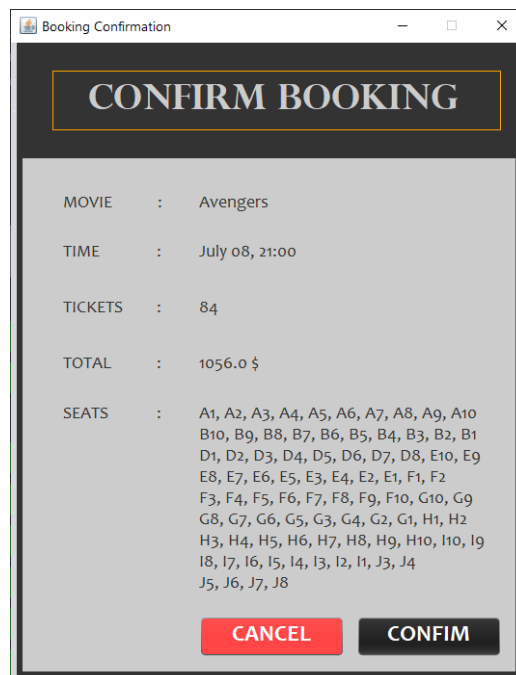 Booking Confirmation
CONFIRM BOOKING
MOVIE : Avengers
TIME : July 08, 21:00
TICKETS : 84
TOTAL : 1056.0 $
SEATS : A1, A2, A3, A4, A5, A6, A7, A8, A9, A10
B10, B9, B8, B7, B6, B5, B4, B3, B2, B1
D1, D2, D3, D4, D5, D6, D7, D8, E10, E9
E8, E7, E6, E5, E3, E4, E2, E1, F1, F2
F3, F4, F5, F6, F7, F8, F9, F10, G10, G9
G8, G7, G6, G5, G3, G4, G2, G1, H1, H2
H3, H4, H5, H6, H7, H8, H9, H10, I10, I9
I8, I7, I6, I5, I4, I3, I2, I1, J3, J4
J5, J6, J7, J8
CANCEL CONFIM